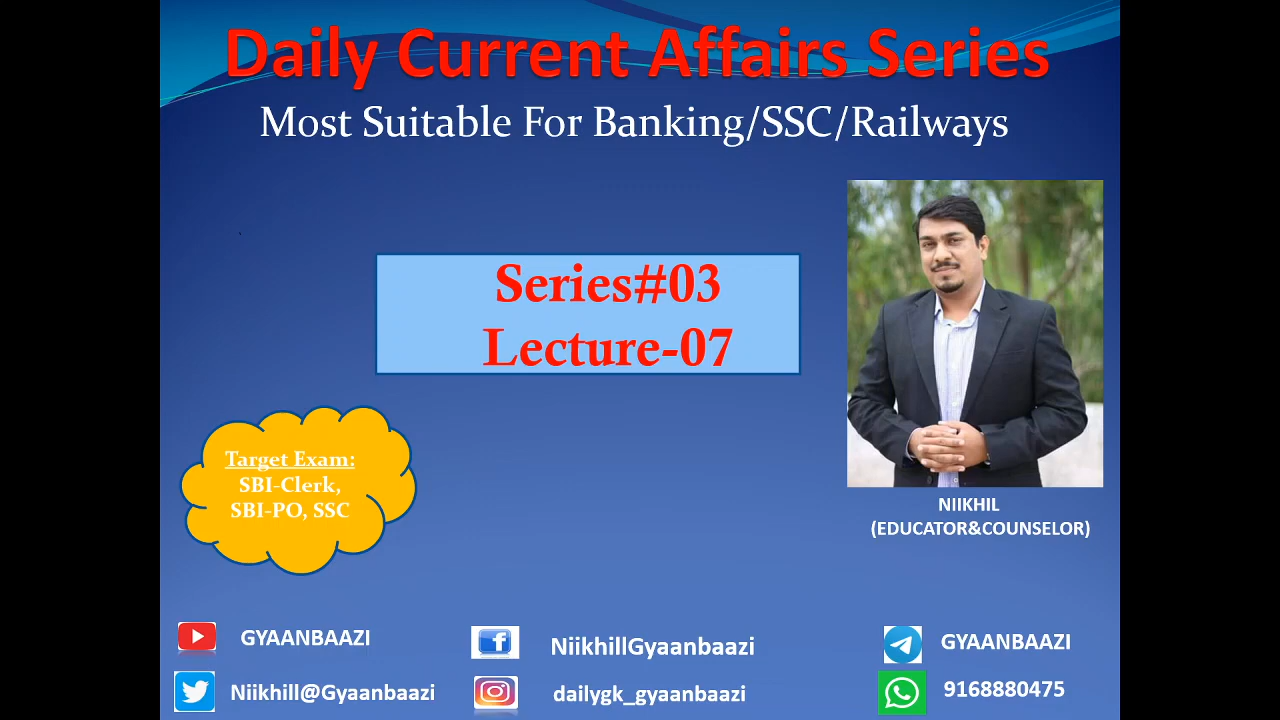 Daily Current Affairs Series
Most Suitable For Banking/SSC/Railways
Series#03
Lecture-07
Target Exam:
SBI-Clerk,
SBI-PO, SSC
NIIKHIL
(EDUCATOR&COUNSELOR)
GYAANBAAZI
NiikhillGyaanbaazi
GYAANBAAZI
Niikhill@Gyaanbaazi
dailygk_gyaanbaazi
9168880475